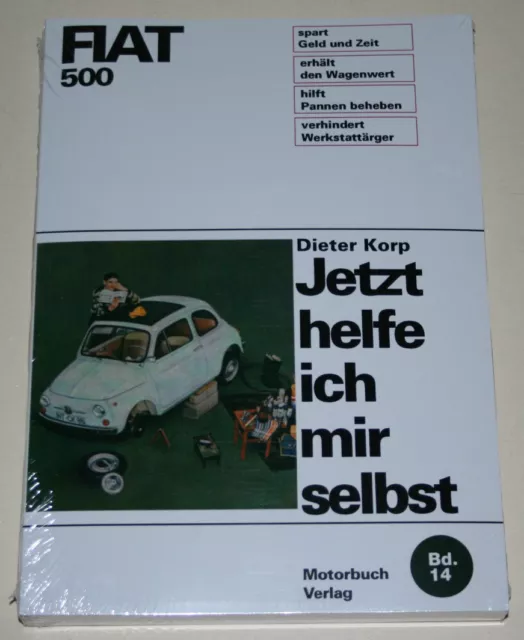 FIAT
500
spart
Geld und Zeit
erhält
den Wagenwert
hilft
Pannen beheben
verhindert
Werkstattärger
Dieter Korp
Jetzt
helfe
ich
mir
selbst
Motorbuch
Verlag
Bd.
14